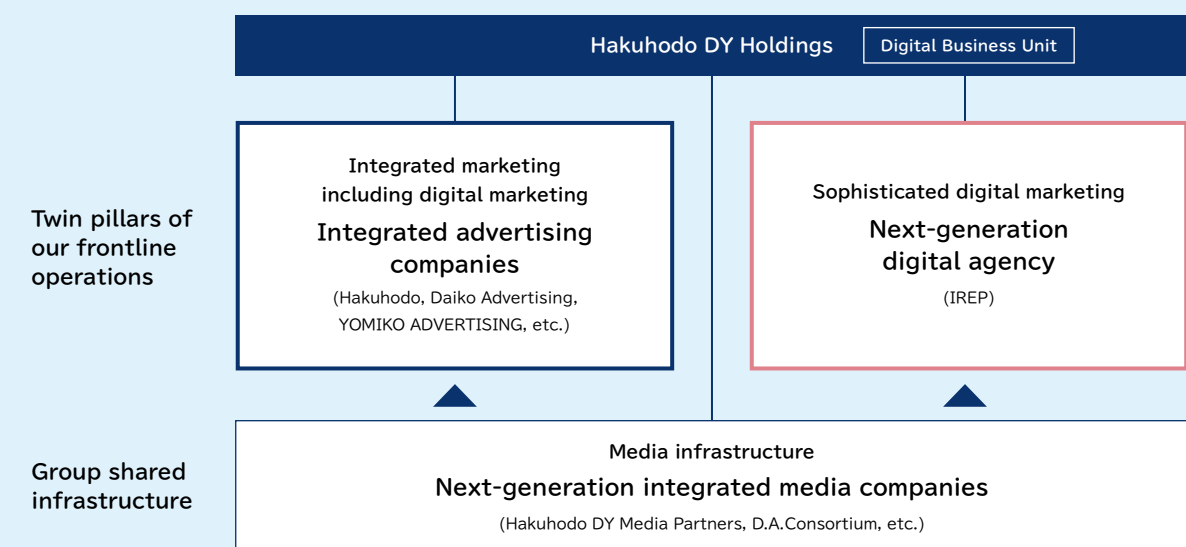 Hakuhodo DY Holdings
Digital Business Unit
Twin pillars of
our frontline
operations
Integrated marketing
including digital marketing
Integrated advertising
companies
(Hakuhodo, Daiko Advertising,
YOMIKO ADVERTISING, etc.)
Sophisticated digital marketing
Next-generation
digital agency
(IREP)
Group shared
infrastructure
Media infrastructure
Next-generation integrated media companies
(Hakuhodo DY Media Partners, D.A.Consortium, etc.)